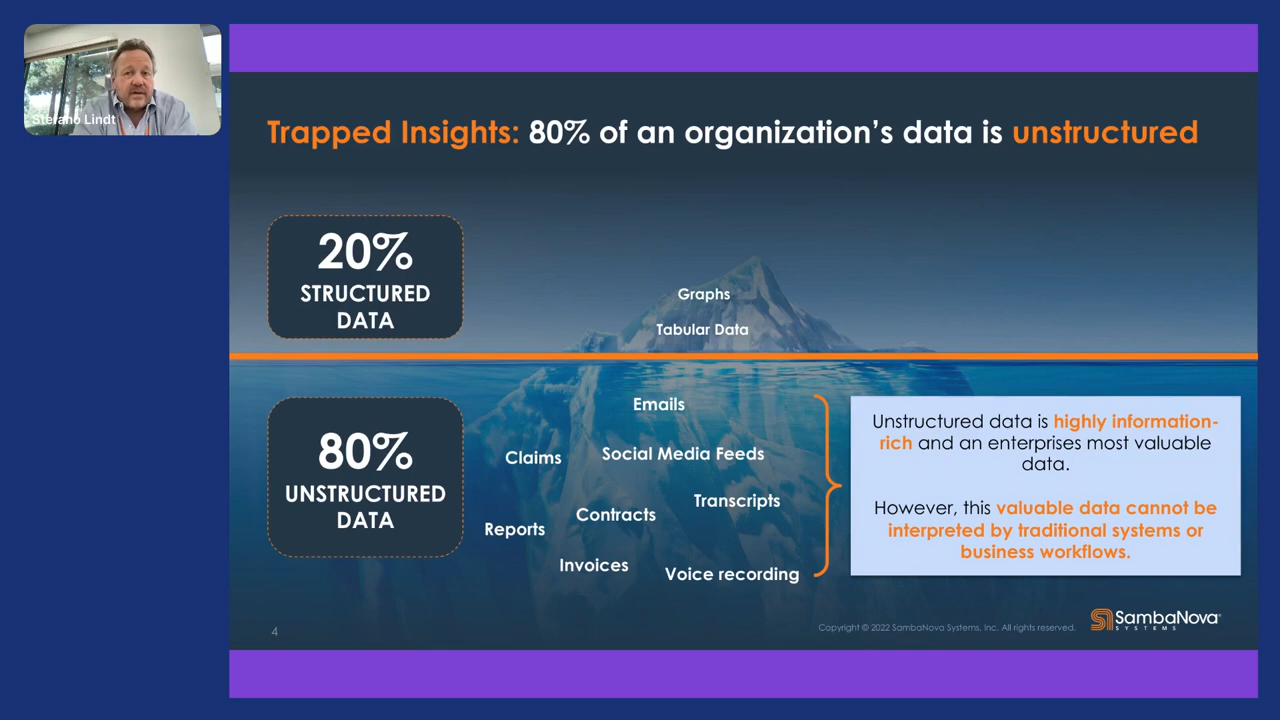 Stefano Lindt
Trapped Insights: 80% of an organization's data is unstructured
20%
STRUCTURED
DATA
Graphs
Tabular Data
80%
UNSTRUCTURED
DATA
Emails
Claims
Social Media Feeds
Transcripts
Contracts
Reports
Invoices
Voice recording
Unstructured data is highly information-
rich and an enterprises most valuable
data.
However, this valuable data cannot be
interpreted by traditional systems or
business workflows.
4
Copyright © 2022 SambaNova Systems, Inc. All rights reserved.
SambaNova
SYSTEMS